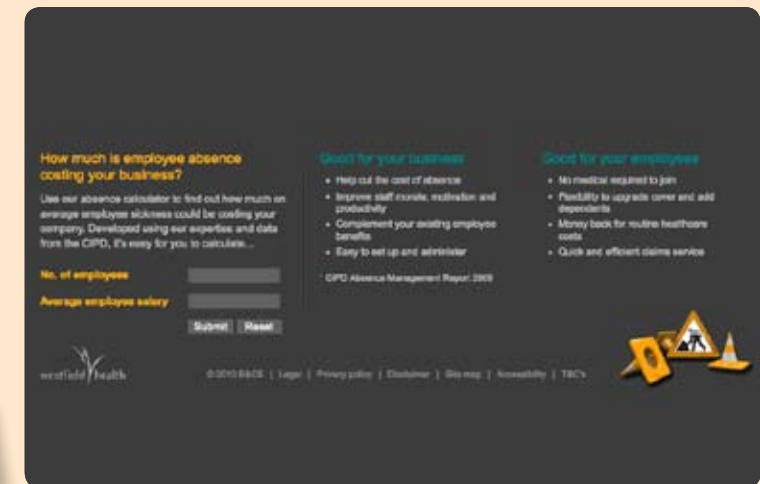 How much is employee absence
costing your business?
Use our absence calculator to find out how much on
average employee sickness could be costing your
company. Developed using our expertise and data
from the CIPD, it's easy for you to calculate...
No. of employees
Average employee salary
Submit Reset
Good for your business
• Help cut the cost of absence
• Improve staff morale, motivation and
productivity
• Complement your existing employee
benefits
• Easy to set up and administer
* CIPD Absence Management Report 2009
Good for your employees
• No medical required to join
• Flexibility to upgrade cover and add
dependents
• Money back for routine healthcare
costs
• Quick and efficient claims service
westfield health
© 2010 B&CE | Legal | Privacy policy | Disclaimer | Site map | Accessibility | T&C's